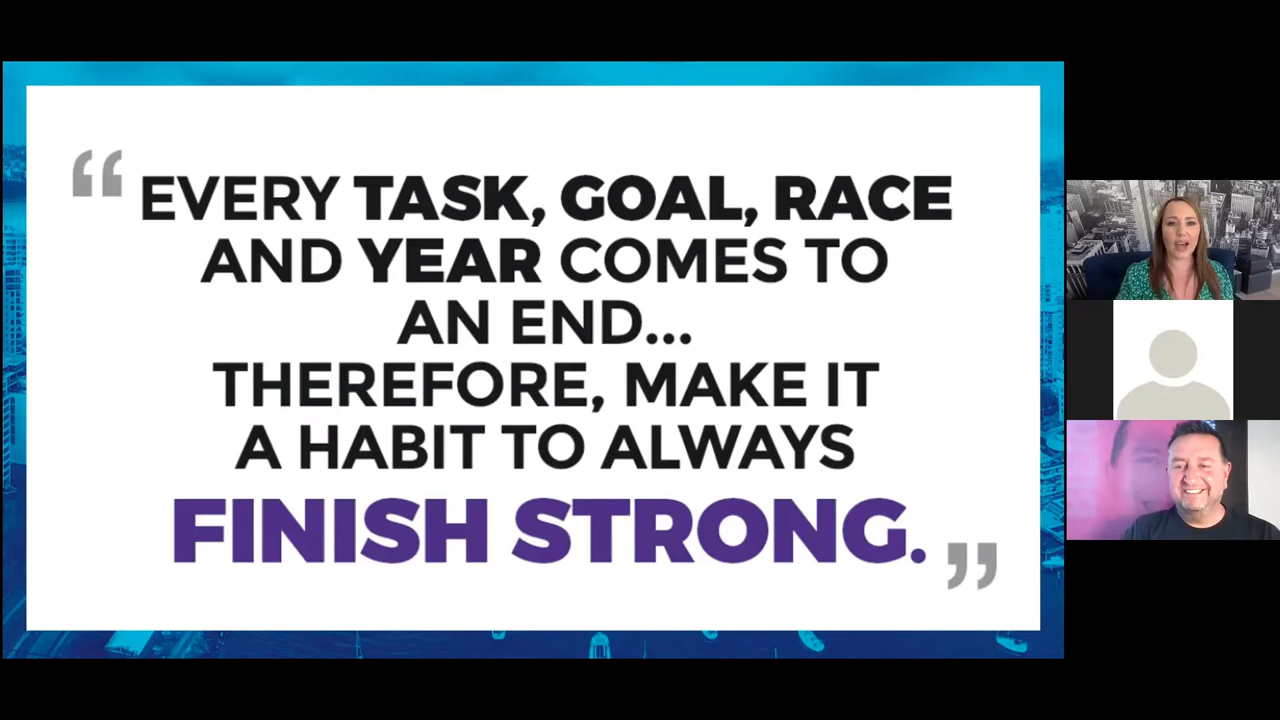 “ EVERY TASK, GOAL, RACE
AND YEAR COMES TO
AN END...
THEREFORE, MAKE IT
A HABIT TO ALWAYS
FINISH STRONG. ”